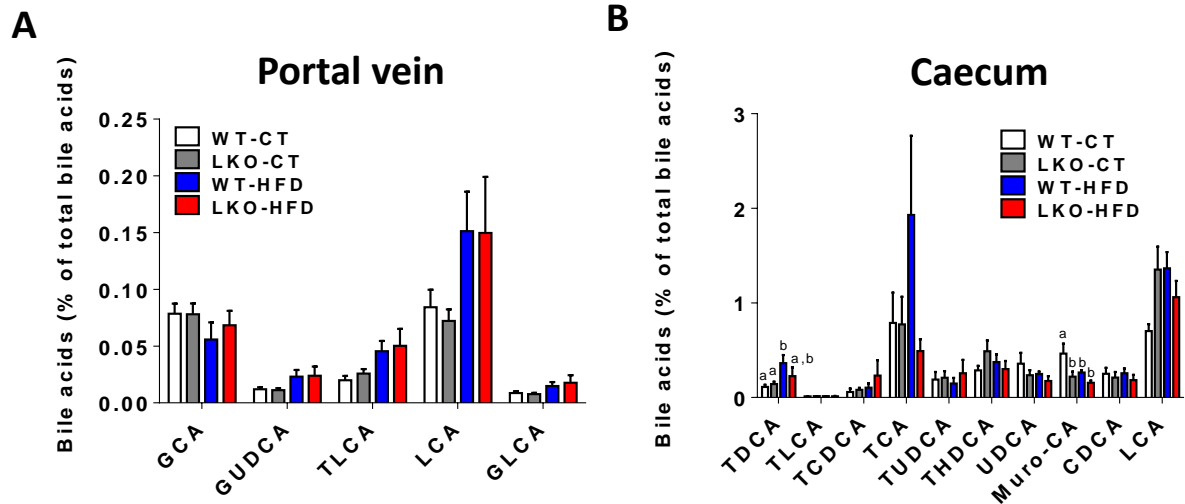 A
Portal vein
Bile acids (% of total bile acids)
0.25
0.20
0.15
0.10
0.05
0.00
WT-CT
LKO-CT
WT-HFD
LKO-HFD
GCA
GUDCA
TLCA
LCA
GLCA
B
Caecum
Bile acids (% of total bile acids)
3
2
1
0
WT-CT
LKO-CT
WT-HFD
LKO-HFD
a
a
b
a,b
a
b
b
b
TDCA
TLCA
TCDCA
TCA
TUDCA
THDCA
UDCA
Muro-CA
CDCA
LCA